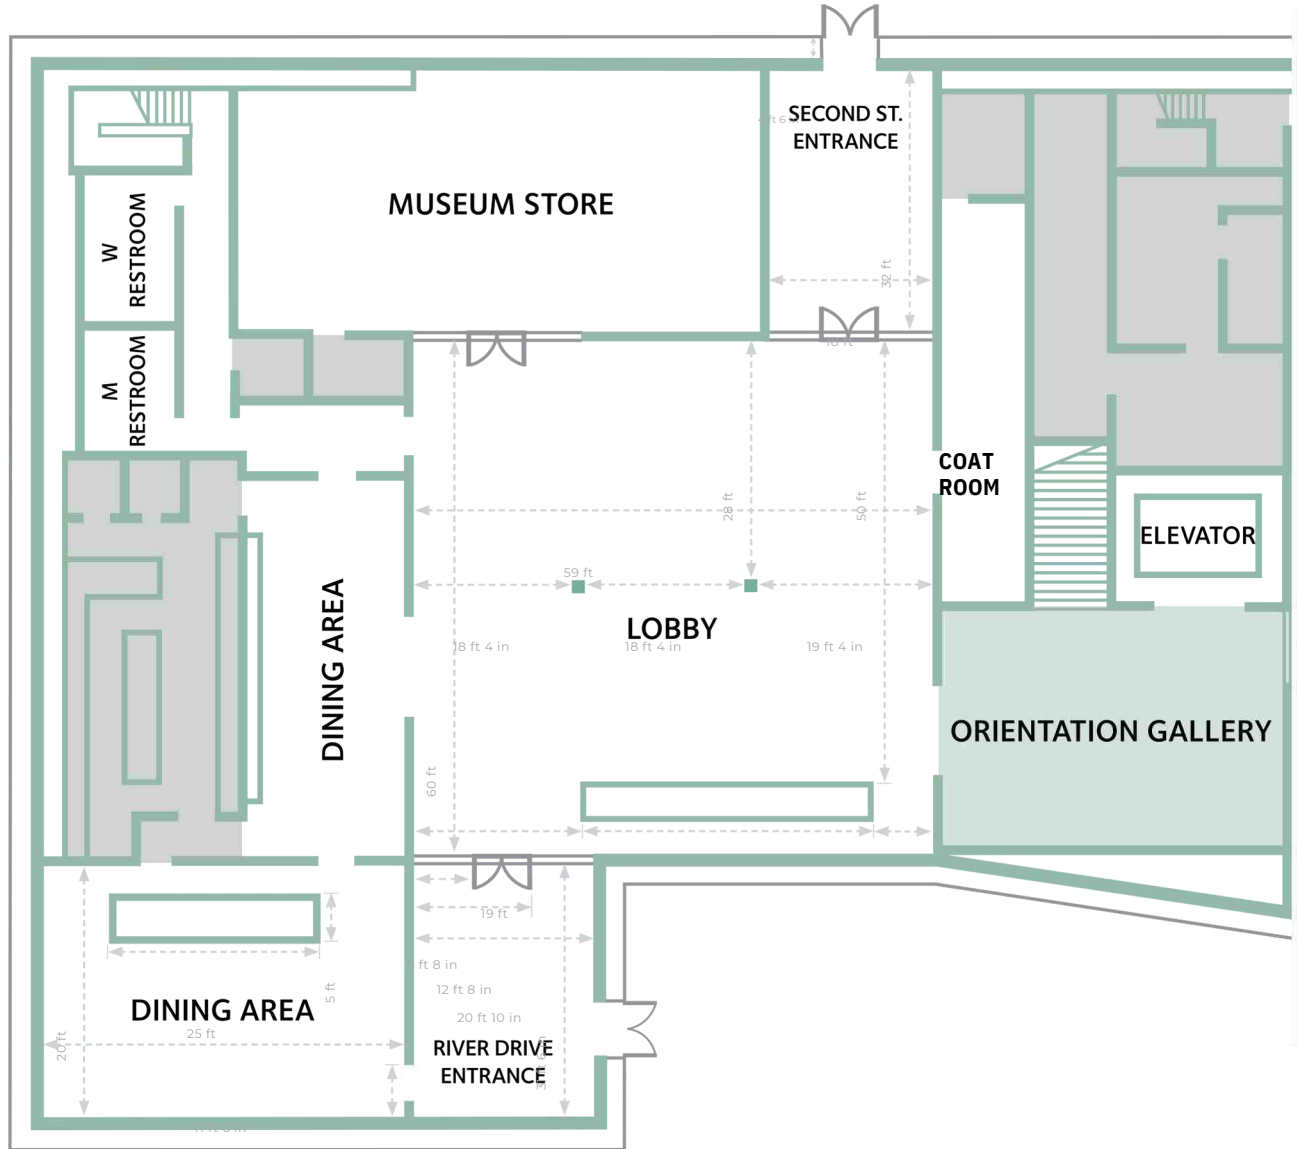 SECOND ST.
ENTRANCE
MUSEUM STORE
32 ft
W
RESTROOM
M
RESTROOM
COAT
ROOM
28 ft
50 ft
ELEVATOR
59 ft
DINING AREA
LOBBY
18 ft 4 in
18 ft 4 in
19 ft 4 in
ORIENTATION GALLERY
60 ft
19 ft
ft 8 in
12 ft 8 in
5 ft
DINING AREA
20 ft 10 in
25 ft
20 ft
RIVER DRIVE
ENTRANCE